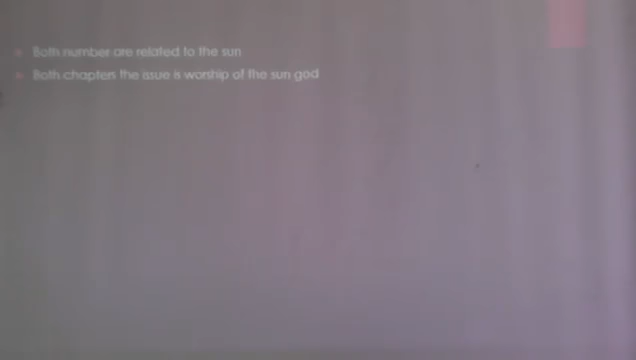 Both number are related to the sun
Both chapters the issue is worship of the sun god